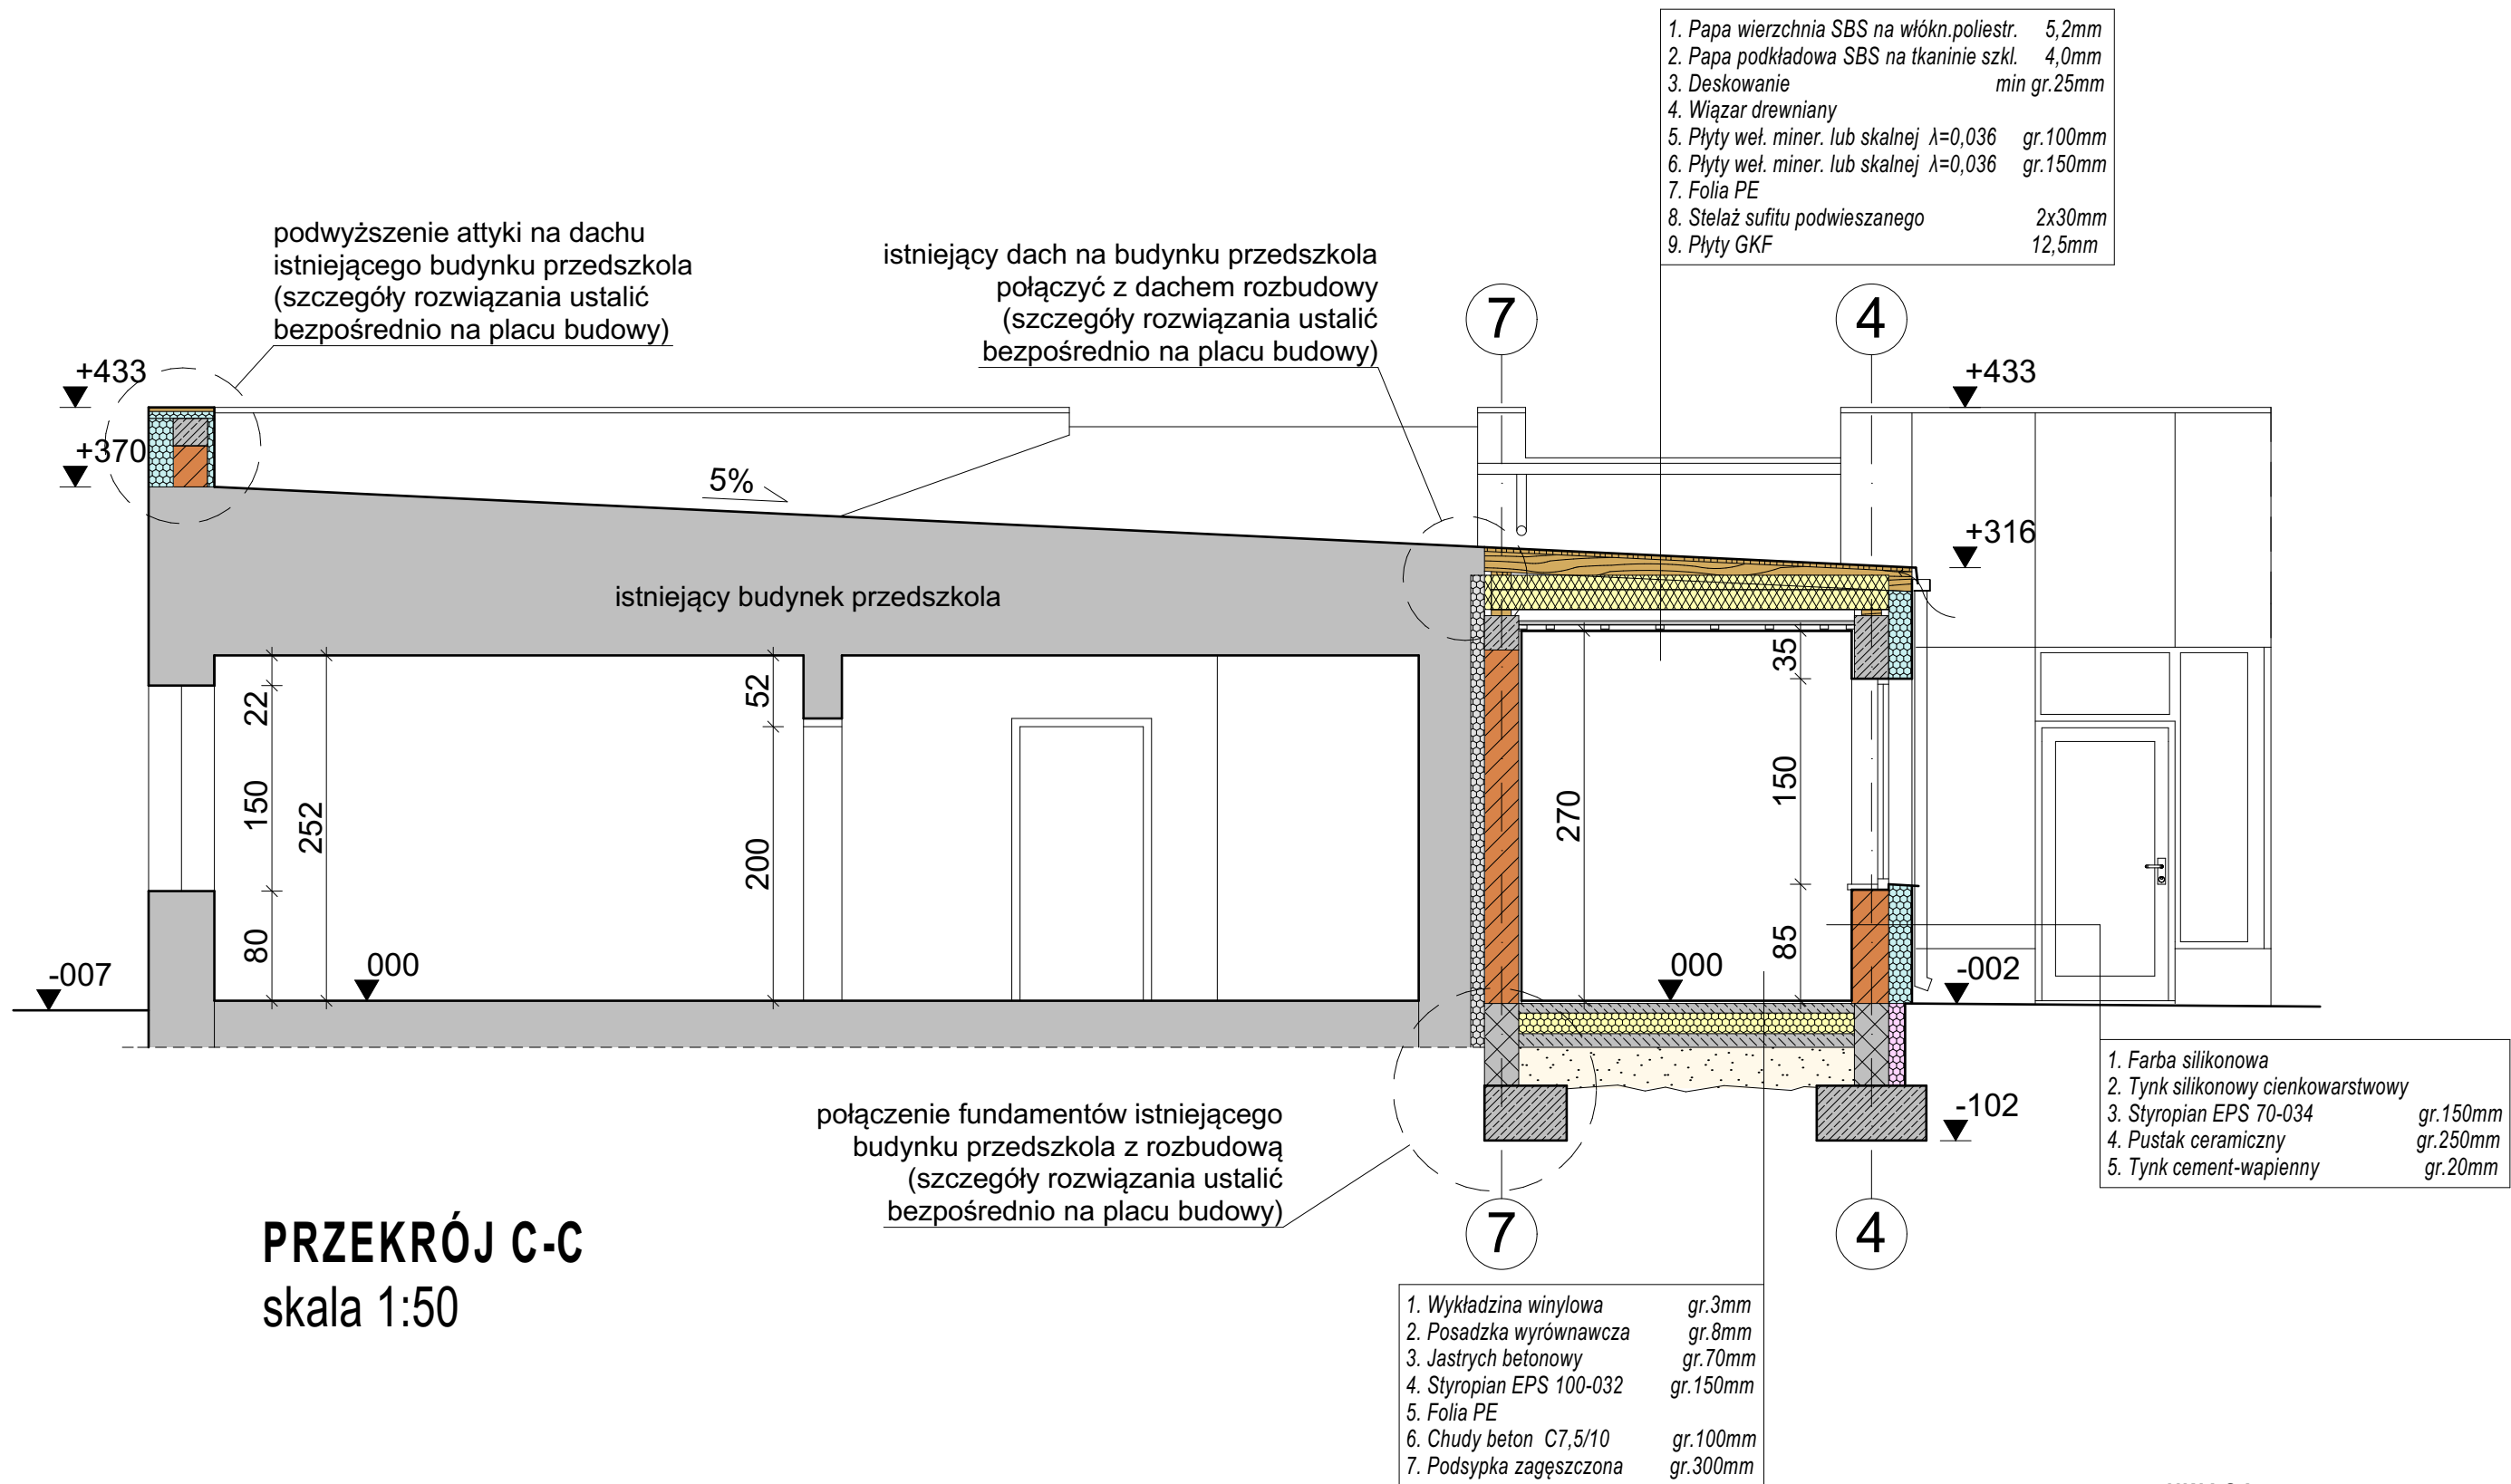 1. Papa wierzchnia SBS na włókn.poliestr. 5,2mm
2. Papa podkładowa SBS na tkaninie szkl. 4,0mm
3. Deskowanie min gr.25mm
4. Wiązar drewniany
5. Płyty weł. miner. lub skalnej λ=0,036 gr.100mm
6. Płyty weł. miner. lub skalnej λ=0,036 gr.150mm
7. Folia PE
8. Stelaż sufitu podwieszanego 2x30mm
9. Płyty GKF 12,5mm
podwyższenie attyki na dachu
istniejącego budynku przedszkola
(szczegóły rozwiązania ustalić
bezpośrednio na placu budowy)
istniejący dach na budynku przedszkola
połączyć z dachem rozbudowy
(szczegóły rozwiązania ustalić
bezpośrednio na placu budowy)
7
4
+433
+370
+433
+316
5%
istniejący budynek przedszkola
22
150
80
252
52
200
270
35
150
85
-007
000
000
-002
-102
połączenie fundamentów istniejącego
budynku przedszkola z rozbudową
(szczegóły rozwiązania ustalić
bezpośrednio na placu budowy)
1. Farba silikonowa
2. Tynk silikonowy cienkowarstwowy
3. Styropian EPS 70-034 gr.150mm
4. Pustak ceramiczny gr.250mm
5. Tynk cement-wapienny gr.20mm
7
4
PRZEKRÓJ C-C
skala 1:50
1. Wykładzina winylowa gr.3mm
2. Posadzka wyrównawcza gr.8mm
3. Jastrych betonowy gr.70mm
4. Styropian EPS 100-032 gr.150mm
5. Folia PE
6. Chudy beton C7,5/10 gr.100mm
7. Podsypka zagęszczona gr.300mm